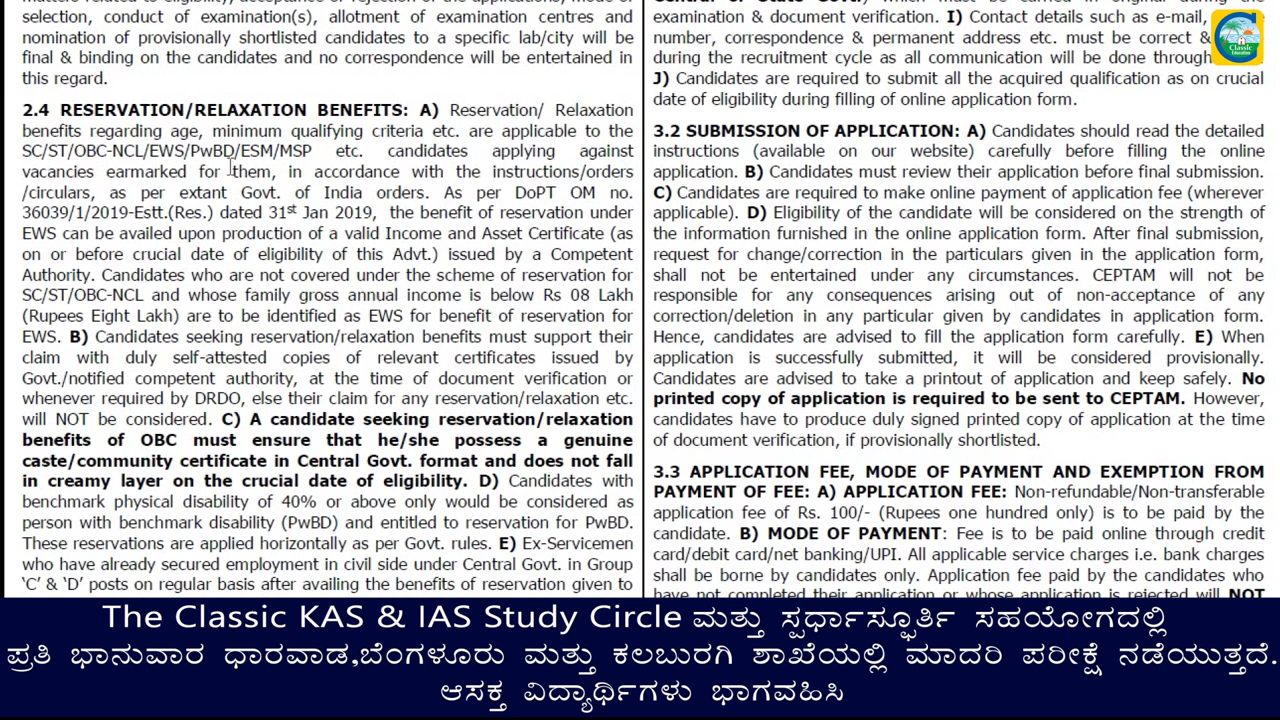 matters related to eligibility, acceptance or rejection of the applications, mode of
selection, conduct of examination(s), allotment of examination centres and
nomination of provisionally shortlisted candidates to a specific lab/city will be
final & binding on the candidates and no correspondence will be entertained in
this regard.
2.4 RESERVATION/RELAXATION BENEFITS: A) Reservation/ Relaxation
benefits regarding age, minimum qualifying criteria etc. are applicable to the
SC/ST/OBC-NCL/EWS/PwBD/ESM/MSP etc. candidates applying against
vacancies earmarked for them, in accordance with the instructions/orders
/circulars, as per extant Govt. of India orders. As per DoPT OM no.
36039/1/2019-Estt.(Res.) dated 31st Jan 2019, the benefit of reservation under
EWS can be availed upon production of a valid Income and Asset Certificate (as
on or before crucial date of eligibility of this Advt.) issued by a Competent
Authority. Candidates who are not covered under the scheme of reservation for
SC/ST/OBC-NCL and whose family gross annual income is below Rs 08 Lakh
(Rupees Eight Lakh) are to be identified as EWS for benefit of reservation for
EWS. B) Candidates seeking reservation/relaxation benefits must support their
claim with duly self-attested copies of relevant certificates issued by
Govt./notified competent authority, at the time of document verification or
whenever required by DRDO, else their claim for any reservation/relaxation etc.
will NOT be considered. C) A candidate seeking reservation/relaxation
benefits of OBC must ensure that he/she possess a genuine
caste/community certificate in Central Govt. format and does not fall
in creamy layer on the crucial date of eligibility. D) Candidates with
benchmark physical disability of 40% or above only would be considered as
person with benchmark disability (PwBD) and entitled to reservation for PwBD.
These reservations are applied horizontally as per Govt. rules. E) Ex-Servicemen
who have already secured employment in civil side under Central Govt. in Group
‘C’ & ‘D’ posts on regular basis after availing the benefits of reservation given to
Central or State Govt.) which must be carried in original during the
examination & document verification. I) Contact details such as e-mail,
number, correspondence & permanent address etc. must be correct &
during the recruitment cycle as all communication will be done through
J) Candidates are required to submit all the acquired qualification as on crucial
date of eligibility during filling of online application form.
3.2 SUBMISSION OF APPLICATION: A) Candidates should read the detailed
instructions (available on our website) carefully before filling the online
application. B) Candidates must review their application before final submission.
C) Candidates are required to make online payment of application fee (wherever
applicable). D) Eligibility of the candidate will be considered on the strength of
the information furnished in the online application form. After final submission,
request for change/correction in the particulars given in the application form,
shall not be entertained under any circumstances. CEPTAM will not be
responsible for any consequences arising out of non-acceptance of any
correction/deletion in any particular given by candidates in application form.
Hence, candidates are advised to fill the application form carefully. E) When
application is successfully submitted, it will be considered provisionally.
Candidates are advised to take a printout of application and keep safely. No
printed copy of application is required to be sent to CEPTAM. However,
candidates have to produce duly signed printed copy of application at the time
of document verification, if provisionally shortlisted.
3.3 APPLICATION FEE, MODE OF PAYMENT AND EXEMPTION FROM
PAYMENT OF FEE: A) APPLICATION FEE: Non-refundable/Non-transferable
application fee of Rs. 100/- (Rupees one hundred only) is to be paid by the
candidate. B) MODE OF PAYMENT: Fee is to be paid online through credit
card/debit card/net banking/UPI. All applicable service charges i.e. bank charges
shall be borne by candidates only. Application fee paid by the candidates who
have not completed their application or whose application is rejected will NOT
Classic
Education
The Classic KAS & IAS Study Circle ಮತ್ತು ಸ್ಪರ್ಧಾಸ್ಫೂರ್ತಿ ಸಹಯೋಗದಲ್ಲಿ
ಪ್ರತಿ ಭಾನುವಾರ ಧಾರವಾಡ,ಬೆಂಗಳೂರು ಮತ್ತು ಕಲಬುರಗಿ ಶಾಖೆಯಲ್ಲಿ ಮಾದರಿ ಪರೀಕ್ಷೆ ನಡೆಯುತ್ತದೆ.
ಆಸಕ್ತ ವಿದ್ಯಾರ್ಥಿಗಳು ಭಾಗವಹಿಸಿ